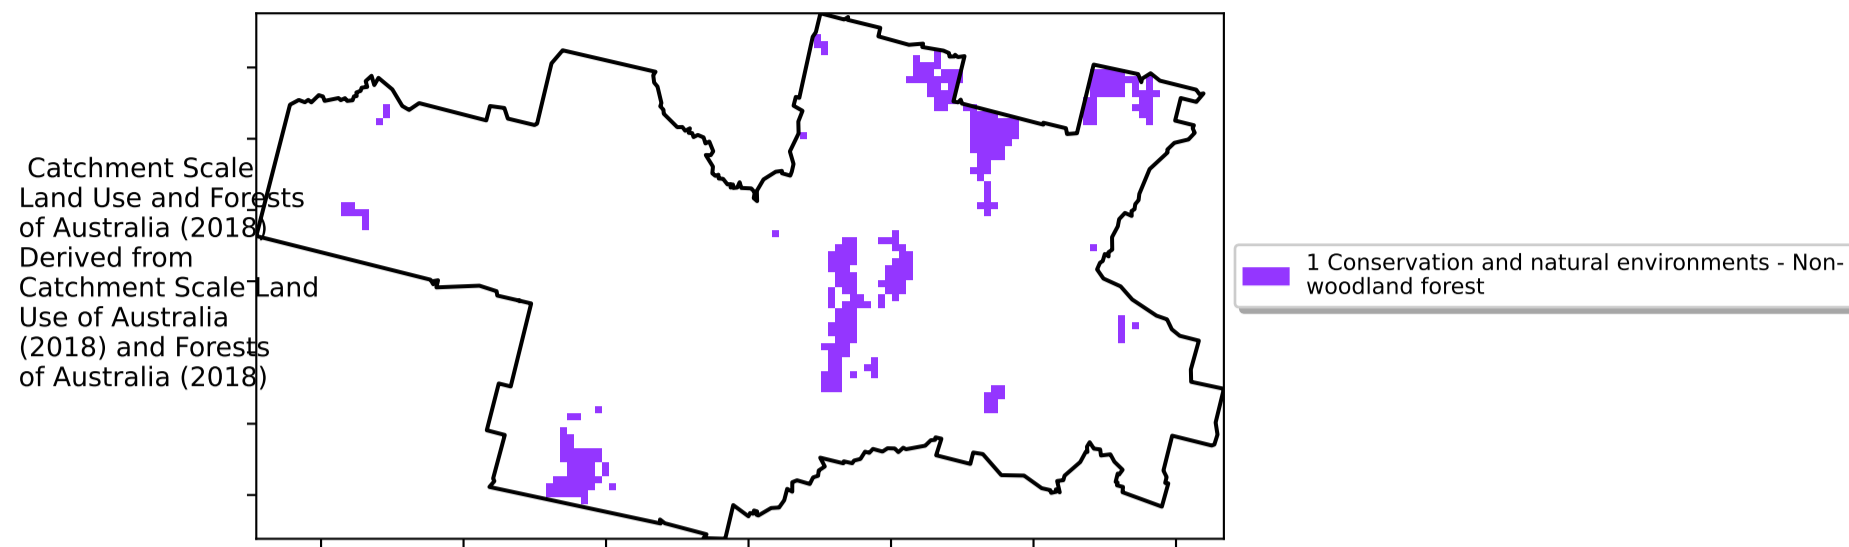 Catchment Scale
Land Use and Forests
of Australia (2018)
Derived from
Catchment Scale Land
Use of Australia
(2018) and Forests
of Australia (2018)
1 Conservation and natural environments - Non-
woodland forest